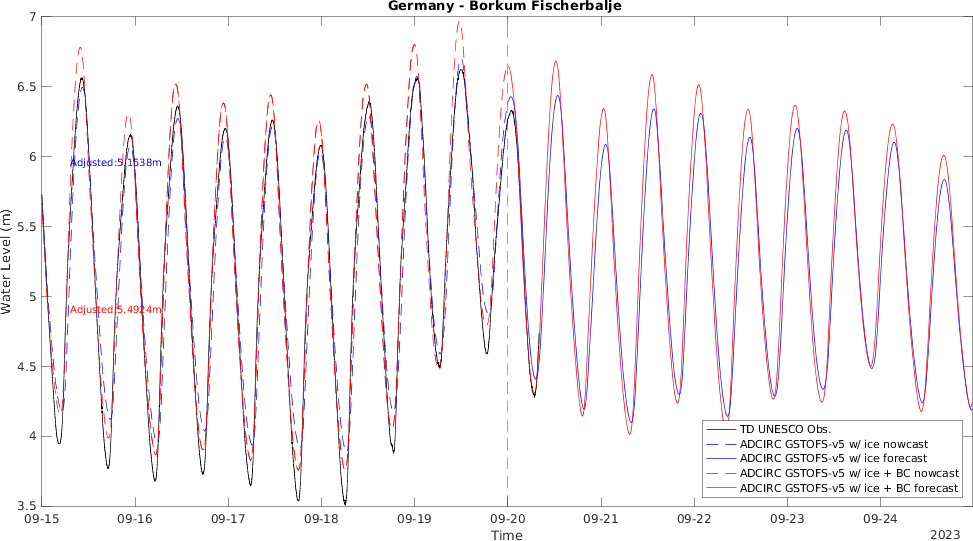 Germany - Borkum Fischerbalje
7
6.5
6
5.5
5
4.5
4
3.5
Water Level (m)
Adjusted:5.1538m
Adjusted:5.4924m
TD UNESCO Obs.
ADCIRC GSTOFS-v5 w/ ice nowcast
ADCIRC GSTOFS-v5 w/ ice forecast
ADCIRC GSTOFS-v5 w/ ice + BC nowcast
ADCIRC GSTOFS-v5 w/ ice + BC forecast
09-15 09-16 09-17 09-18 09-19 09-20 09-21 09-22 09-23 09-24
Time
2023